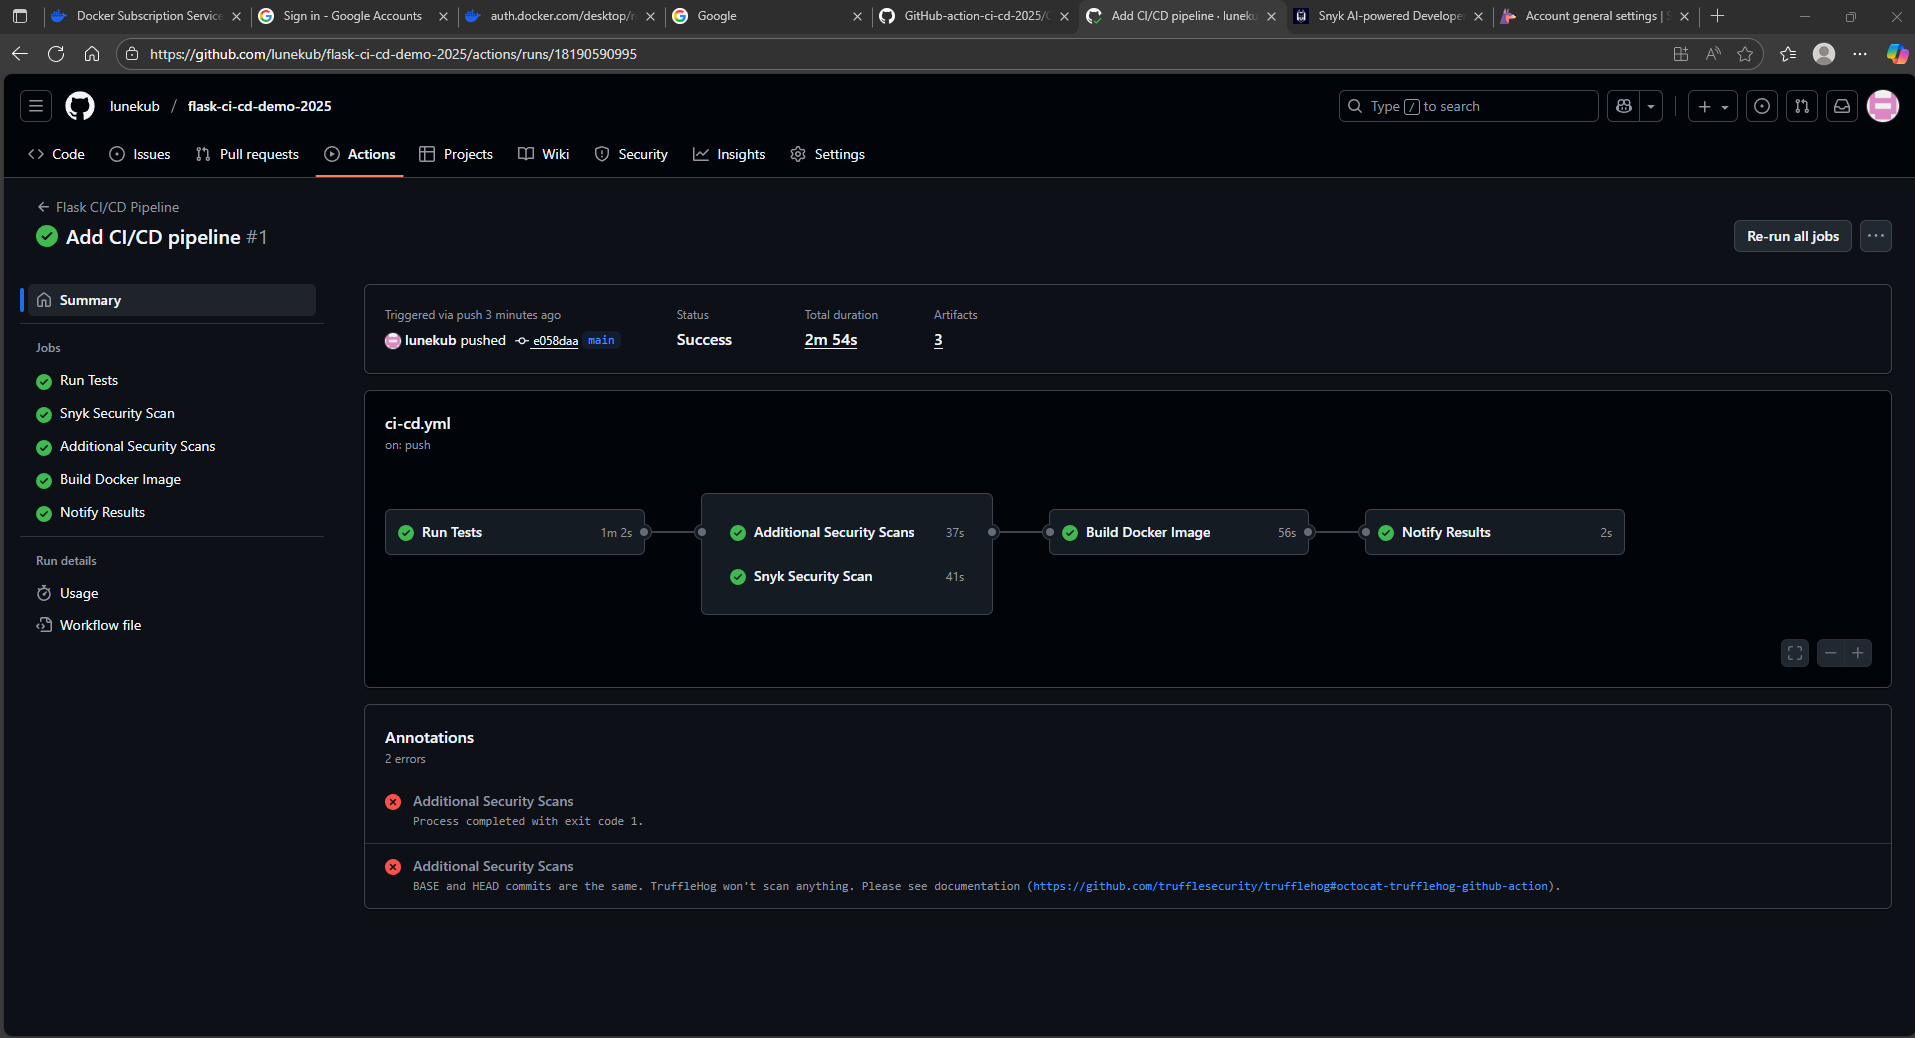 Docker Subscription Service
Sign in - Google Accounts
auth.docker.com/desktop/r
Google
GitHub-action-ci-cd-2025/
Add CI/CD pipeline · luneku
Snyk AI-powered Developer
Account general settings |
https://github.com/lunekub/flask-ci-cd-demo-2025/actions/runs/18190590995
lunekub / flask-ci-cd-demo-2025
Type / to search
Code
Issues
Pull requests
Actions
Projects
Wiki
Security
Insights
Settings
← Flask CI/CD Pipeline
Add CI/CD pipeline #1
Re-run all jobs
Summary
Jobs
Run Tests
Snyk Security Scan
Additional Security Scans
Build Docker Image
Notify Results
Run details
Usage
Workflow file
Triggered via push 3 minutes ago
lunekub pushed e058daa main
Status
Success
Total duration
2m 54s
Artifacts
3
ci-cd.yml
on: push
Run Tests 1m 2s
Additional Security Scans 37s
Snyk Security Scan 41s
Build Docker Image 56s
Notify Results 2s
Annotations
2 errors
Additional Security Scans
Process completed with exit code 1.
Additional Security Scans
BASE and HEAD commits are the same. TruffleHog won't scan anything. Please see documentation (https://github.com/trufflesecurity/trufflehog#octocat-trufflehog-github-action).